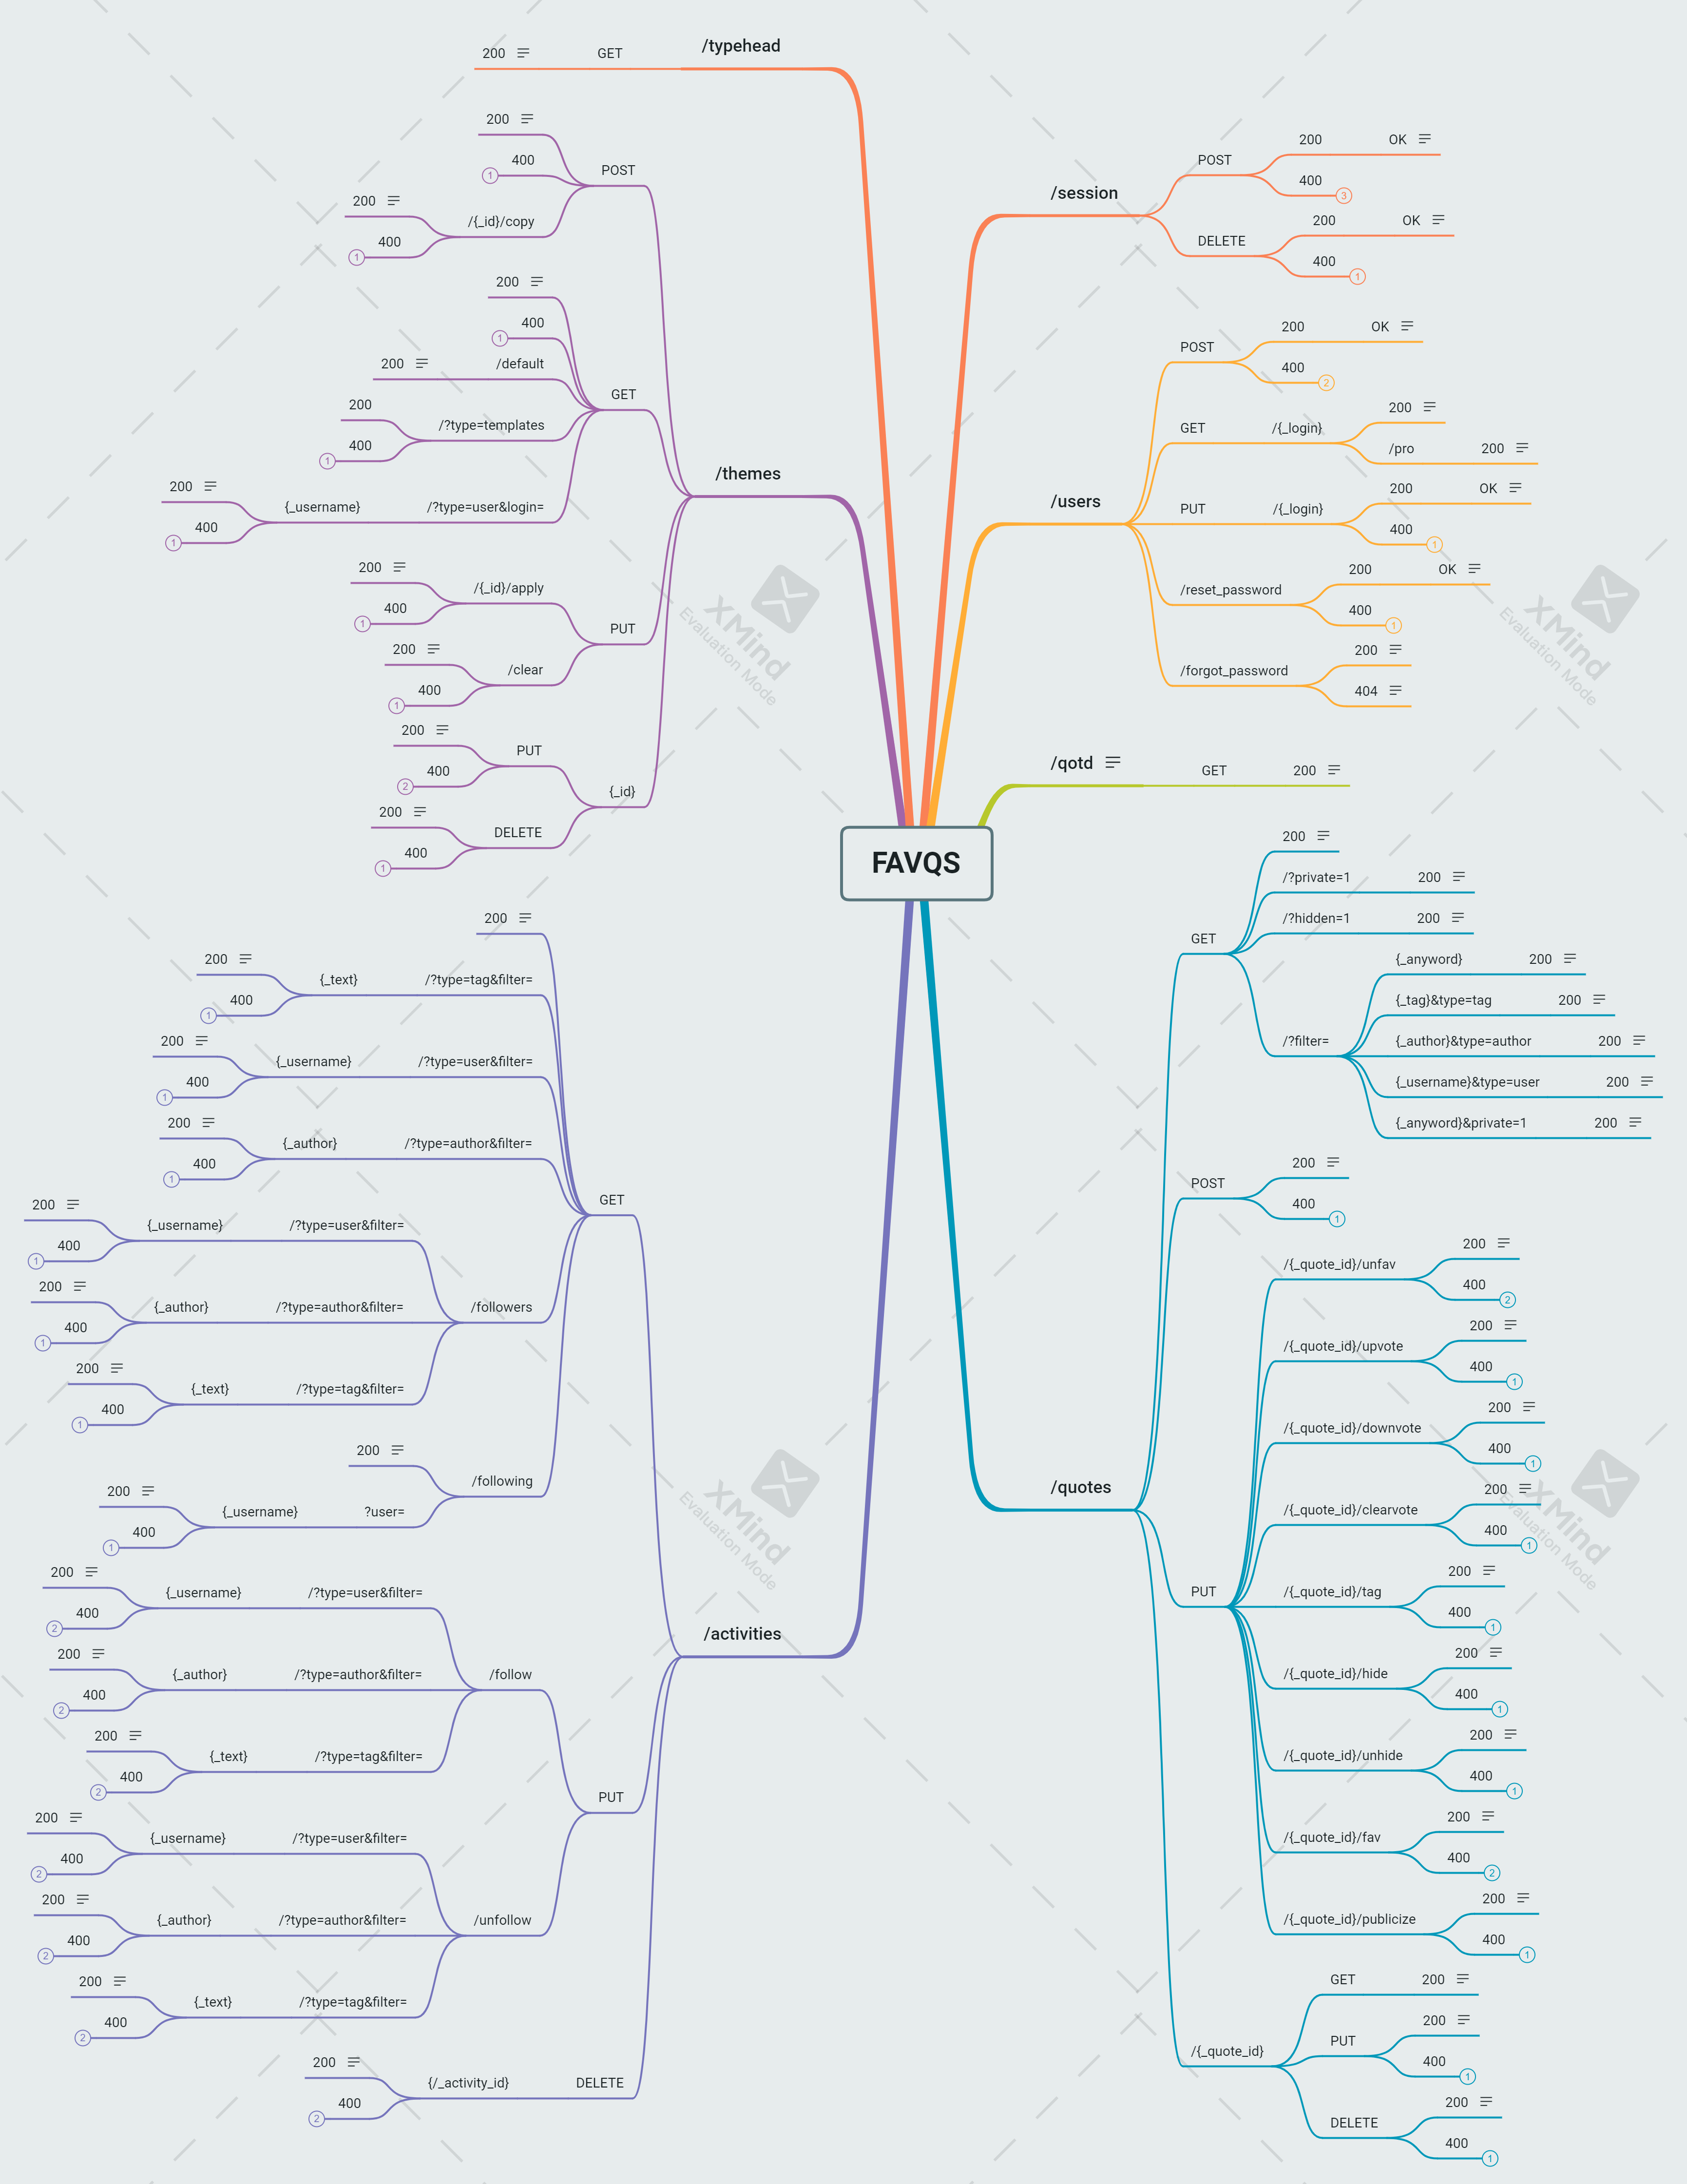 FAVQS
/session
POST
200 OK
400
3
DELETE
200 OK
400
1
/users
POST
200 OK
400
2
GET /{_login}
200
/pro 200
PUT /{_login}
200 OK
400
1
/reset_password
200 OK
400
1
/forgot_password
200
404
/qotd GET 200
/quotes
GET
200
/?private=1 200
/?hidden=1 200
/?filter=
{_anyword} 200
{_tag}&type=tag 200
{_author}&type=author 200
{_username}&type=user 200
{_anyword}&private=1 200
POST
200
400
1
PUT
/{_quote_id}/unfav
200
400
2
/{_quote_id}/upvote
200
400
1
/{_quote_id}/downvote
200
400
1
/{_quote_id}/clearvote
200
400
1
/{_quote_id}/tag
200
400
1
/{_quote_id}/hide
200
400
1
/{_quote_id}/unhide
200
400
1
/{_quote_id}/fav
200
400
2
/{_quote_id}/publicize
200
400
1
/{_quote_id}
GET 200
PUT
200
400
1
DELETE
200
400
1
/typehead
GET
200
/themes
POST
200
400
1
/{_id}/copy
200
400
1
GET
200
400
1
/default
200
/?type=templates
200
400
1
/?type=user&login=
{_username}
200
400
1
PUT
/{_id}/apply
200
400
1
/clear
200
400
1
{_id}
PUT
200
400
2
DELETE
200
400
1
/activities
GET
200
/?type=tag&filter=
{_text}
200
400
1
/?type=user&filter=
{_username}
200
400
1
/?type=author&filter=
{_author}
200
400
1
/followers
/?type=user&filter=
{_username}
200
400
1
/?type=author&filter=
{_author}
200
400
1
/?type=tag&filter=
{_text}
200
400
1
/following
200
?user=
{_username}
200
400
1
PUT
/follow
/?type=user&filter=
{_username}
200
400
2
/?type=author&filter=
{_author}
200
400
2
/?type=tag&filter=
{_text}
200
400
2
/unfollow
/?type=user&filter=
{_username}
200
400
2
/?type=author&filter=
{_author}
200
400
2
/?type=tag&filter=
{_text}
200
400
2
DELETE
{/_activity_id}
200
400
2
XMind
Evaluation Mode
XMind
Evaluation Mode
XMind
Evaluation Mode
XMind
Evaluation Mode